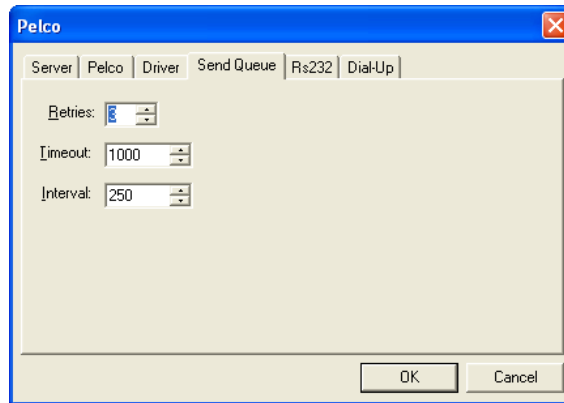 Pelco
Server Pelco Driver Send Queue Rs232 Dial-Up
Retries: 3
Timeout: 1000
Interval: 250
OK Cancel